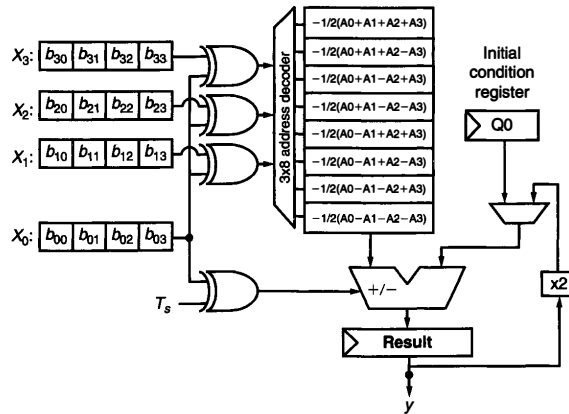 X3: b30 b31 b32 b33
X2: b20 b21 b22 b23
X1: b10 b11 b12 b13
X0: b00 b01 b02 b03
Ts
3x8 address decoder
−1/2(A0+A1+A2+A3)
−1/2(A0+A1+A2−A3)
−1/2(A0+A1−A2+A3)
−1/2(A0+A1−A2−A3)
−1/2(A0−A1+A2+A3)
−1/2(A0−A1+A2−A3)
−1/2(A0−A1−A2+A3)
−1/2(A0−A1−A2−A3)
Initial
condition
register
Q0
+/−
x2
Result
y